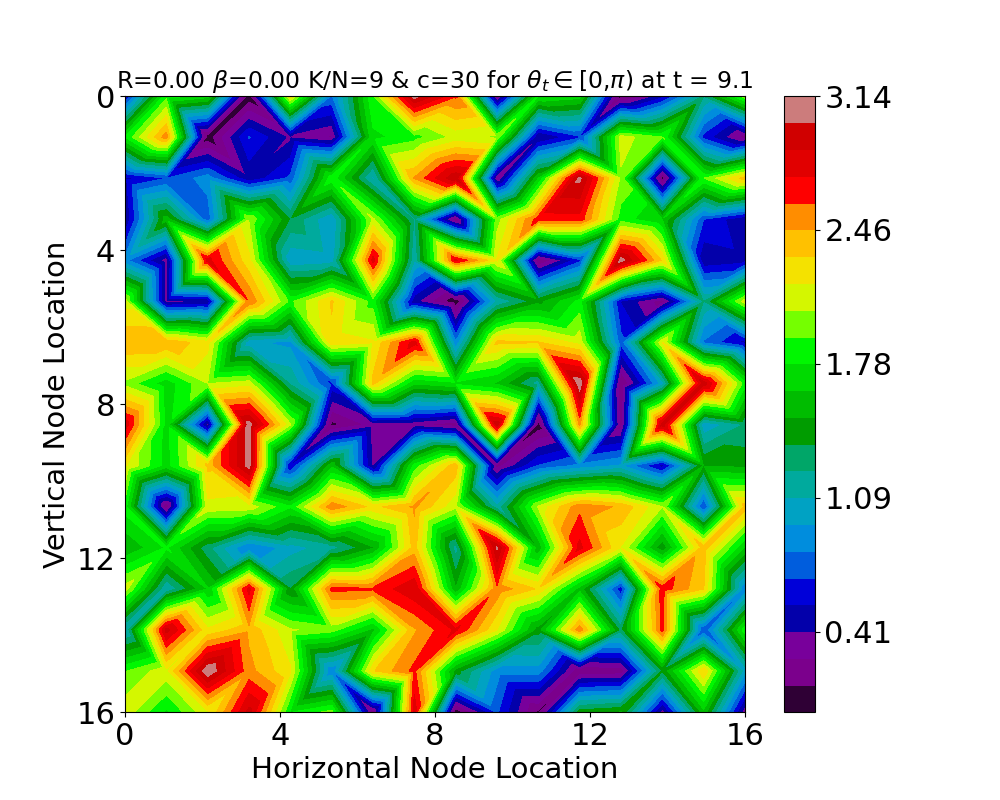 R=0.00 β=0.00 K/N=9 & c=30 for θ_t ∈ [0,π) at t = 9.1
0
4
8
12
16
Vertical Node Location
0 4 8 12 16
Horizontal Node Location
3.14
2.46
1.78
1.09
0.41